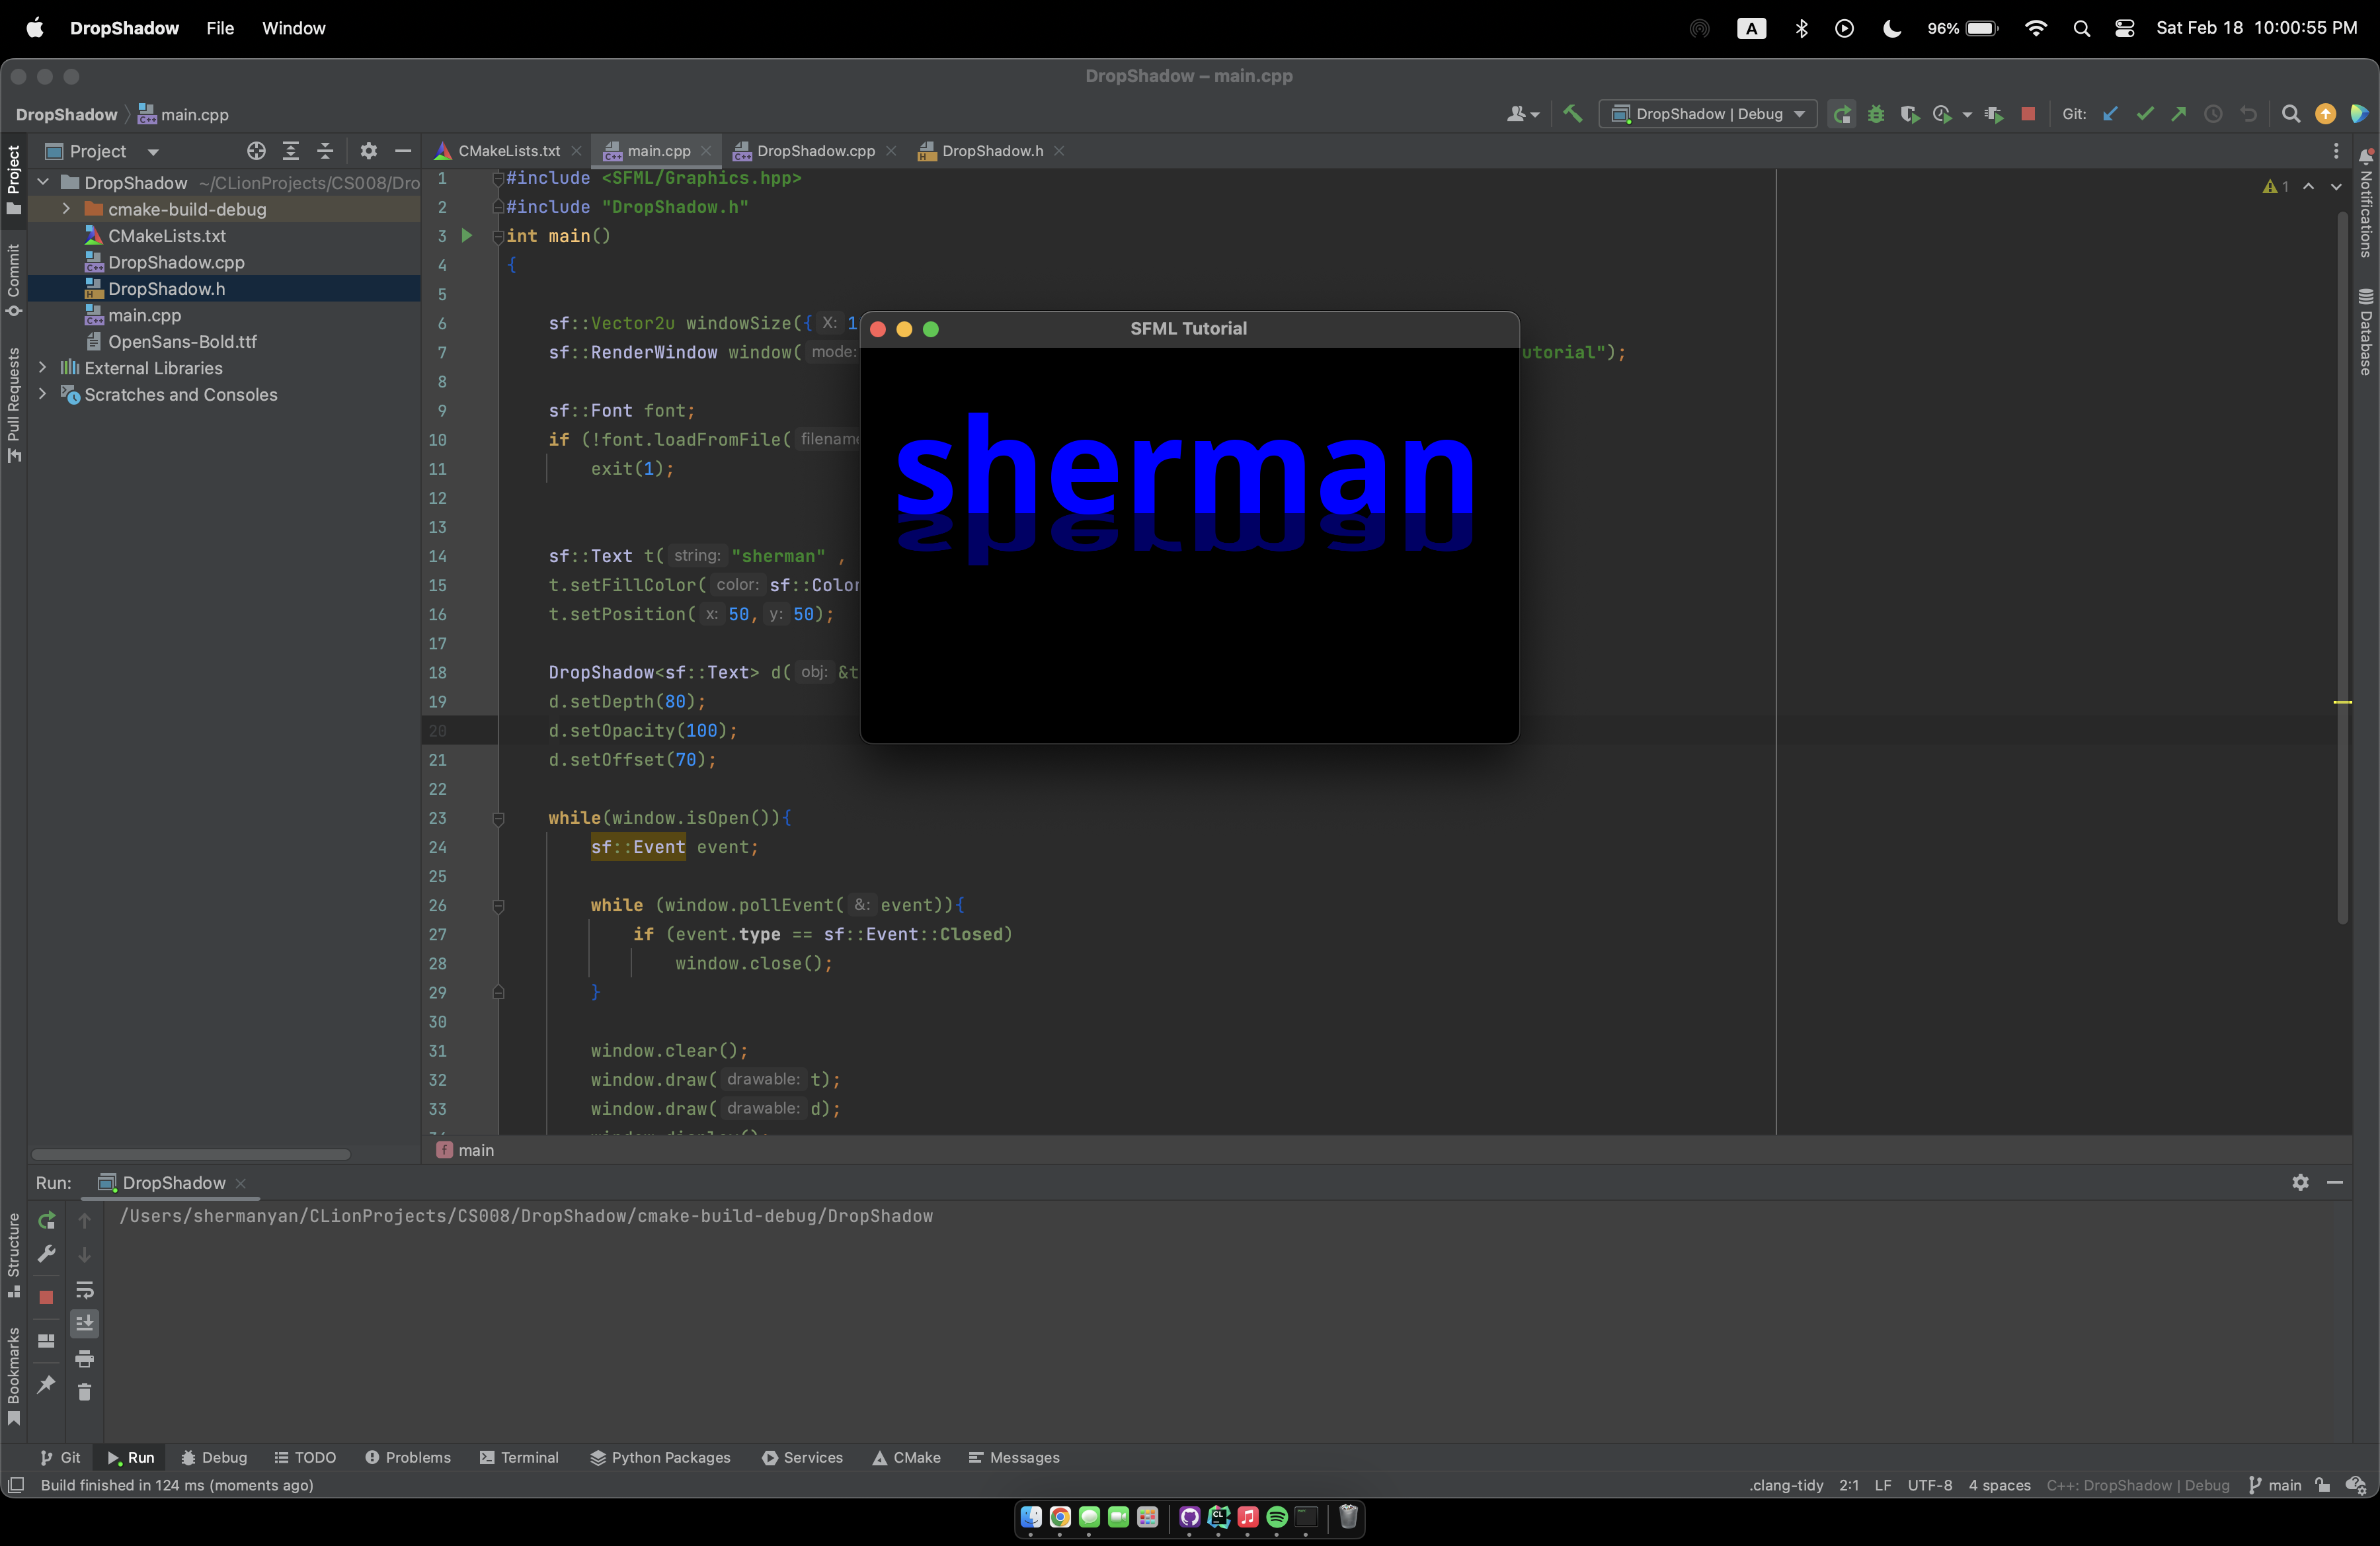 DropShadow File Window
A 96% Sat Feb 18 10:00:55 PM
DropShadow – main.cpp
DropShadow main.cpp
DropShadow | Debug Git:
Project
Commit
Pull Requests
Structure
Bookmarks
Notifications
Database
Project
DropShadow ~/CLionProjects/CS008/Dro
cmake-build-debug
CMakeLists.txt
DropShadow.cpp
DropShadow.h
main.cpp
OpenSans-Bold.ttf
External Libraries
Scratches and Consoles
CMakeLists.txt main.cpp DropShadow.cpp DropShadow.h
1
1 #include <SFML/Graphics.hpp>
2 #include "DropShadow.h"
3 int main()
4 {
5
6 sf::Vector2u windowSize({ X: 1
7 sf::RenderWindow window( mode: utorial");
8
9 sf::Font font;
10 if (!font.loadFromFile( filename
11 exit(1);
12
13
14 sf::Text t( string: "sherman" ,
15 t.setFillColor( color: sf::Color
16 t.setPosition( x: 50, y: 50);
17
18 DropShadow<sf::Text> d( obj: &t
19 d.setDepth(80);
20 d.setOpacity(100);
21 d.setOffset(70);
22
23 while(window.isOpen()){
24 sf::Event event;
25
26 while (window.pollEvent( &: event)){
27 if (event.type == sf::Event::Closed)
28 window.close();
29 }
30
31 window.clear();
32 window.draw( drawable: t);
33 window.draw( drawable: d);
SFML Tutorial
sherman
sherman
f main
Run: DropShadow
/Users/shermanyan/CLionProjects/CS008/DropShadow/cmake-build-debug/DropShadow
Git Run Debug TODO Problems Terminal Python Packages Services CMake Messages
Build finished in 124 ms (moments ago)
.clang-tidy 2:1 LF UTF-8 4 spaces C++: DropShadow | Debug main